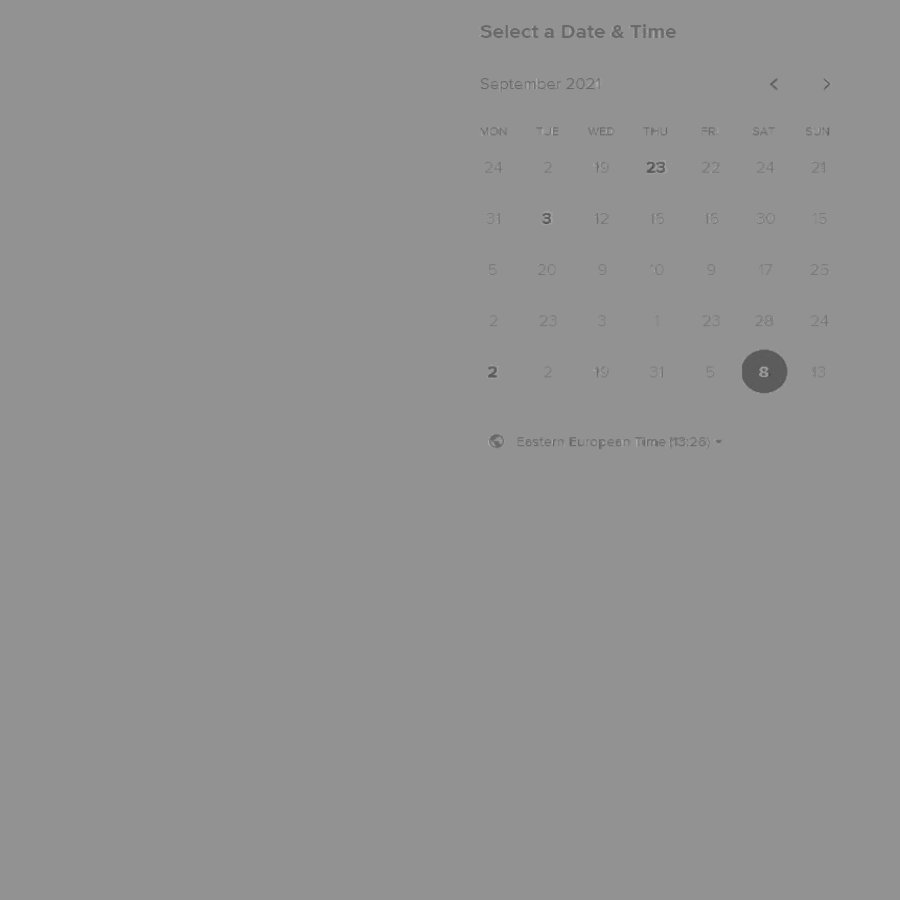 Select a Date & Time
September 2021
MON TUE WED THU FRI SAT SUN
24 2 19 23 22 24 21
31 3 12 15 18 30 15
5 20 9 10 9 17 25
2 23 3 1 23 28 24
2 2 19 31 5 8 13
Eastern European Time (13:26)